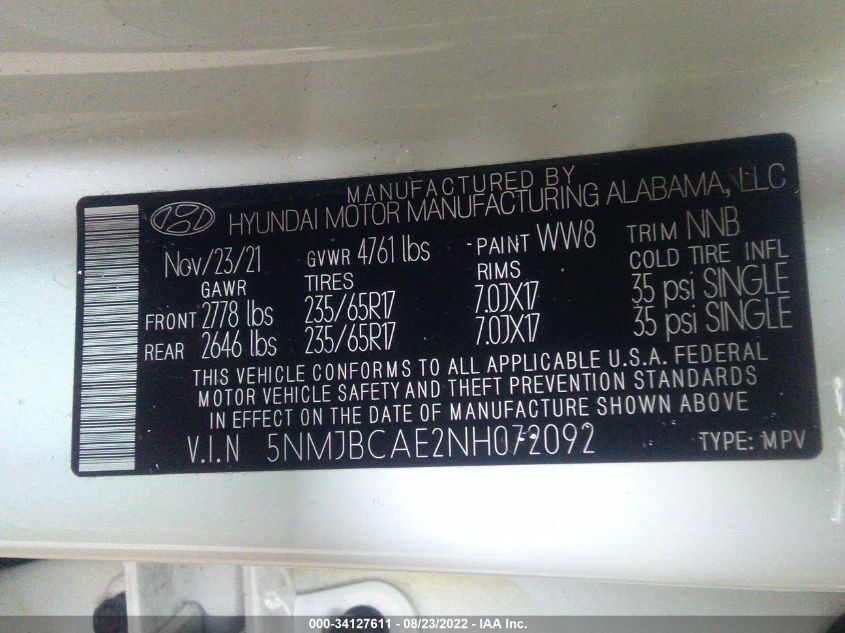 MANUFACTURED BY
HYUNDAI MOTOR MANUFACTURING ALABAMA, LLC
Nov/23/21 GVWR 4761 lbs PAINT WW8 TRIM NNB
GAWR TIRES RIMS COLD TIRE INFL
FRONT 2778 lbs 235/65R17 7.0JX17 35 psi SINGLE
REAR 2646 lbs 235/65R17 7.0JX17 35 psi SINGLE
THIS VEHICLE CONFORMS TO ALL APPLICABLE U.S.A. FEDERAL
MOTOR VEHICLE SAFETY AND THEFT PREVENTION STANDARDS
IN EFFECT ON THE DATE OF MANUFACTURE SHOWN ABOVE
V.I.N 5NMJBCAE2NH072092 TYPE: MPV
000-34127611 - 08/23/2022 - IAA Inc.